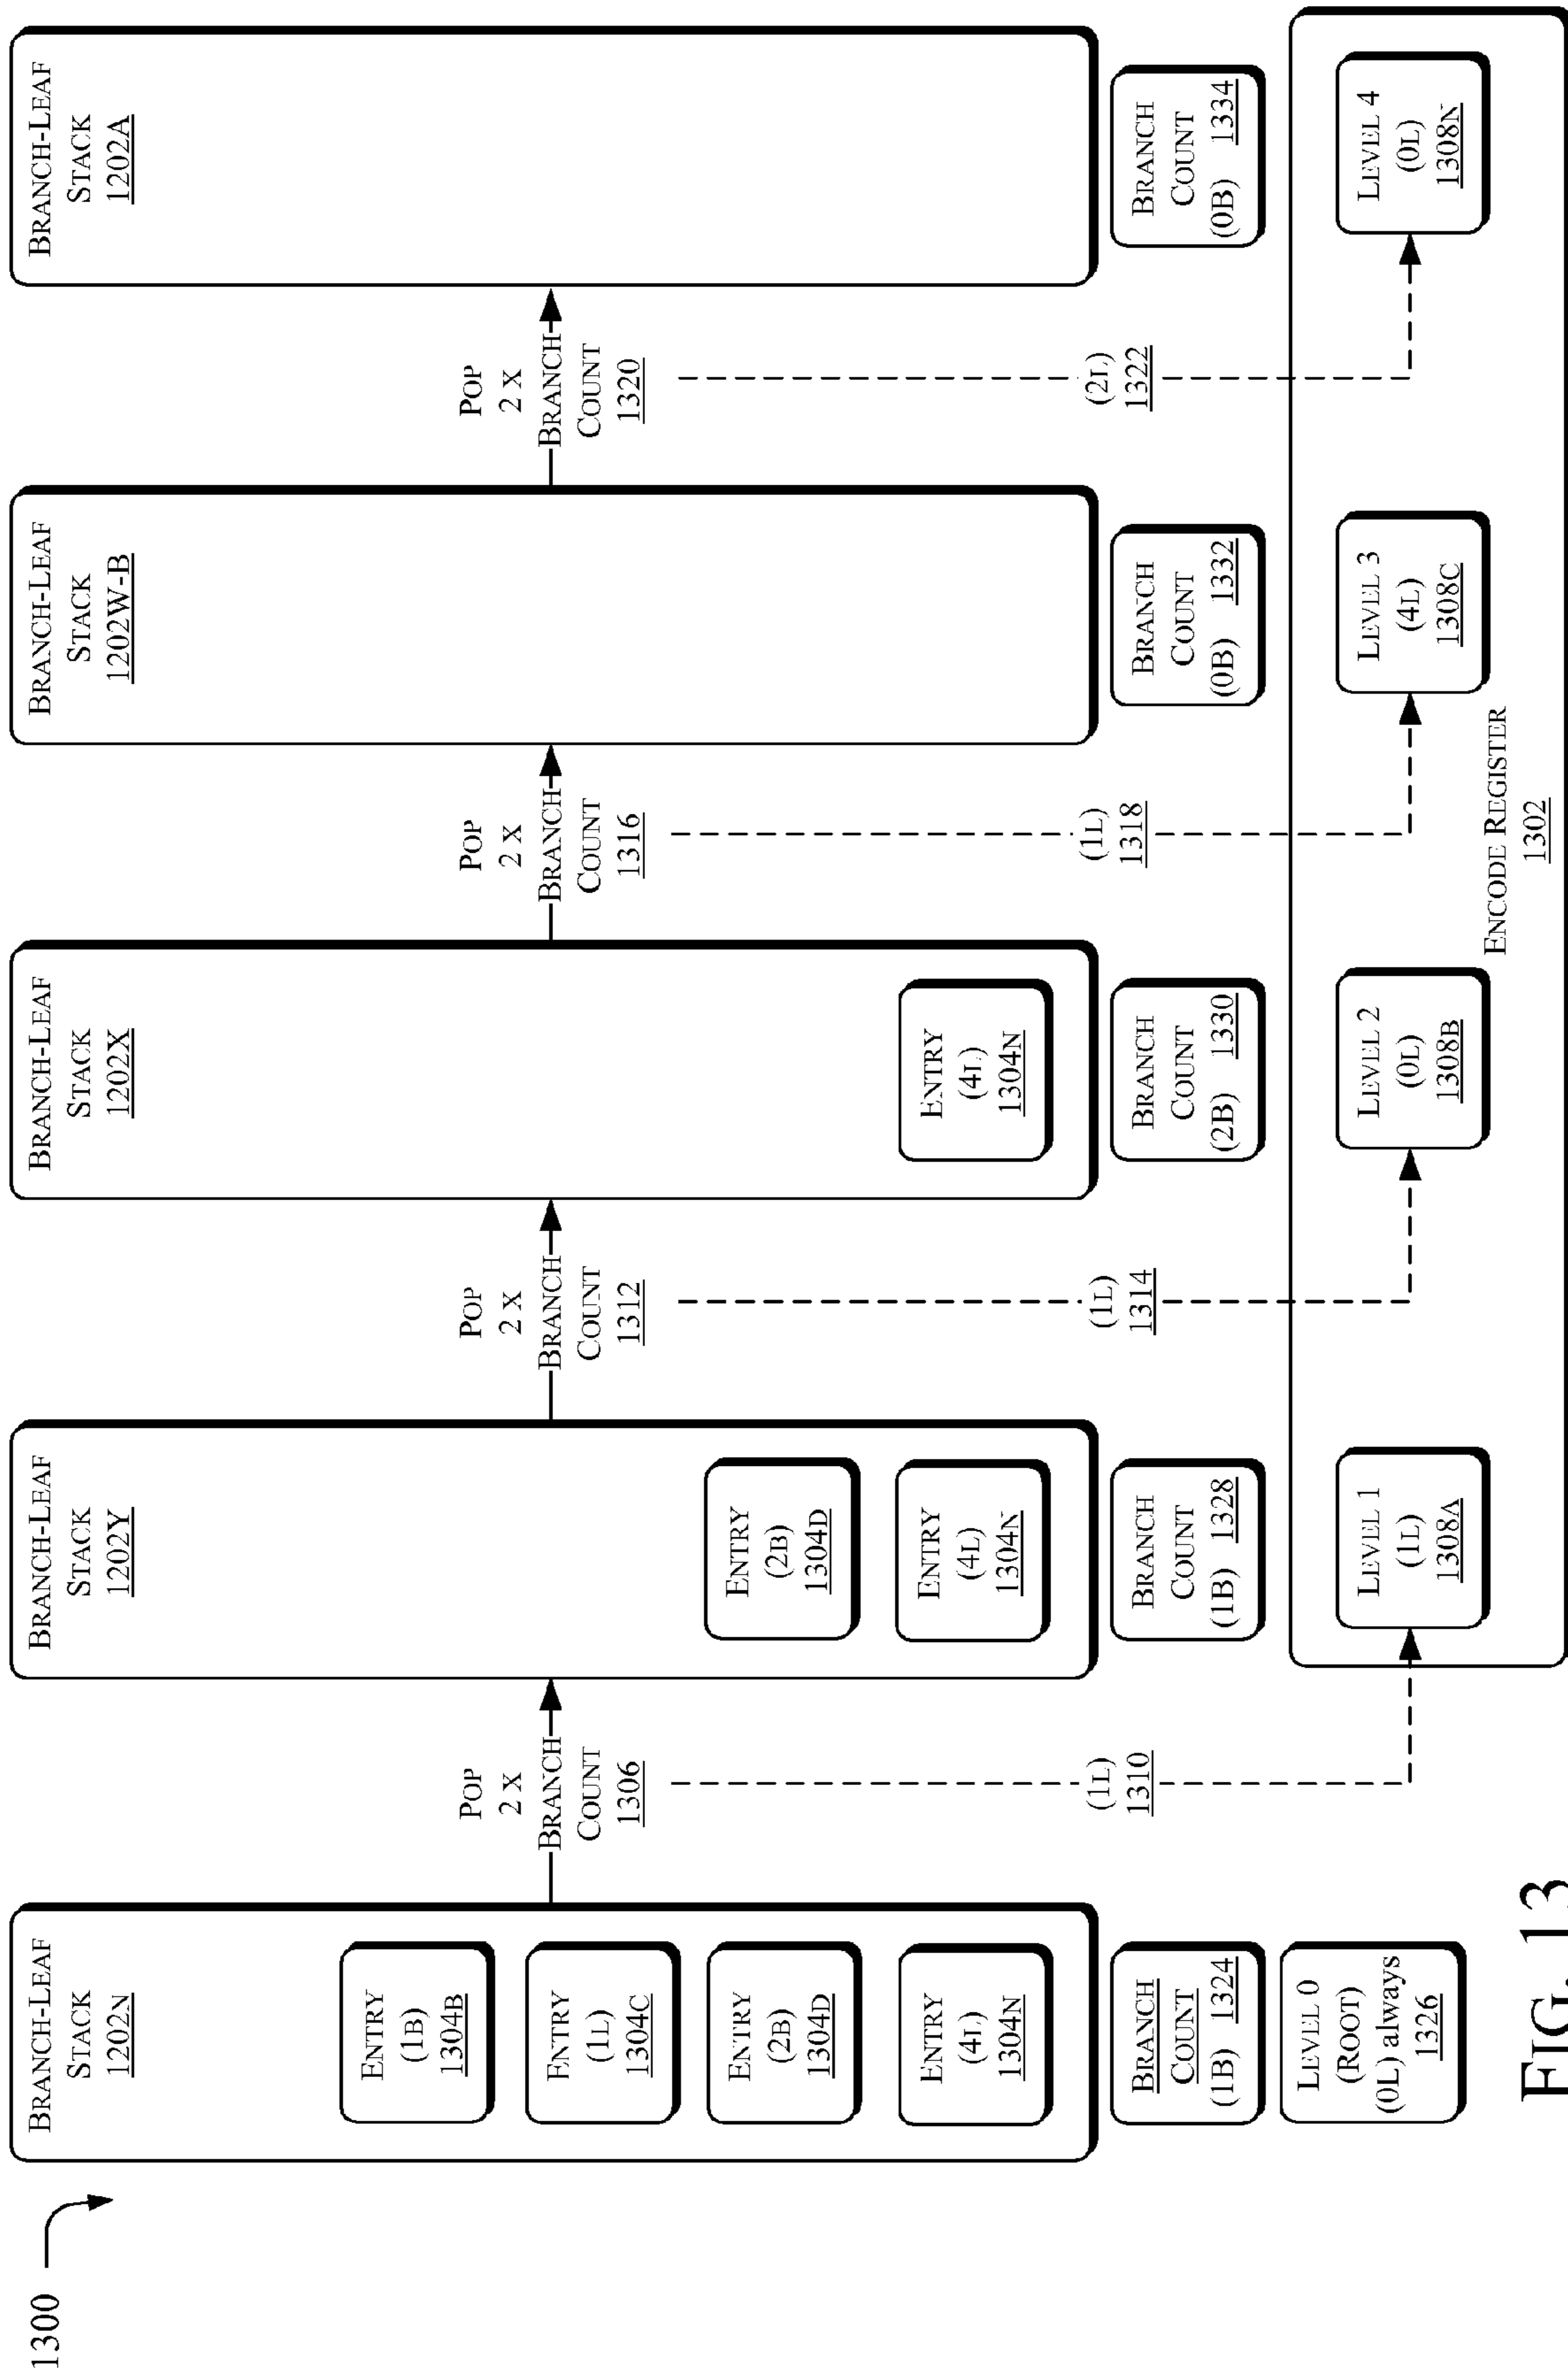 1300
BRANCH-LEAF
STACK
1202N
ENTRY
(1B)
1304B
ENTRY
(1L)
1304C
ENTRY
(2B)
1304D
ENTRY
(4L)
1304N
BRANCH
COUNT
(1B) 1324
LEVEL 0
(ROOT)
(0L) always
1326
POP
2 X
BRANCH
COUNT
1306
(1L)
1310
BRANCH-LEAF
STACK
1202Y
ENTRY
(2B)
1304D
ENTRY
(4L)
1304N
BRANCH
COUNT
(1B) 1328
LEVEL 1
(1L)
1308A
POP
2 X
BRANCH
COUNT
1312
(1L)
1314
BRANCH-LEAF
STACK
1202X
ENTRY
(4L)
1304N
BRANCH
COUNT
(2B) 1330
LEVEL 2
(0L)
1308B
POP
2 X
BRANCH
COUNT
1316
(1L)
1318
BRANCH-LEAF
STACK
1202W-B
BRANCH
COUNT
(0B) 1332
LEVEL 3
(4L)
1308C
POP
2 X
BRANCH
COUNT
1320
(2L)
1322
BRANCH-LEAF
STACK
1202A
BRANCH
COUNT
(0B) 1334
LEVEL 4
(0L)
1308N
ENCODE REGISTER
1302
FIG. 13